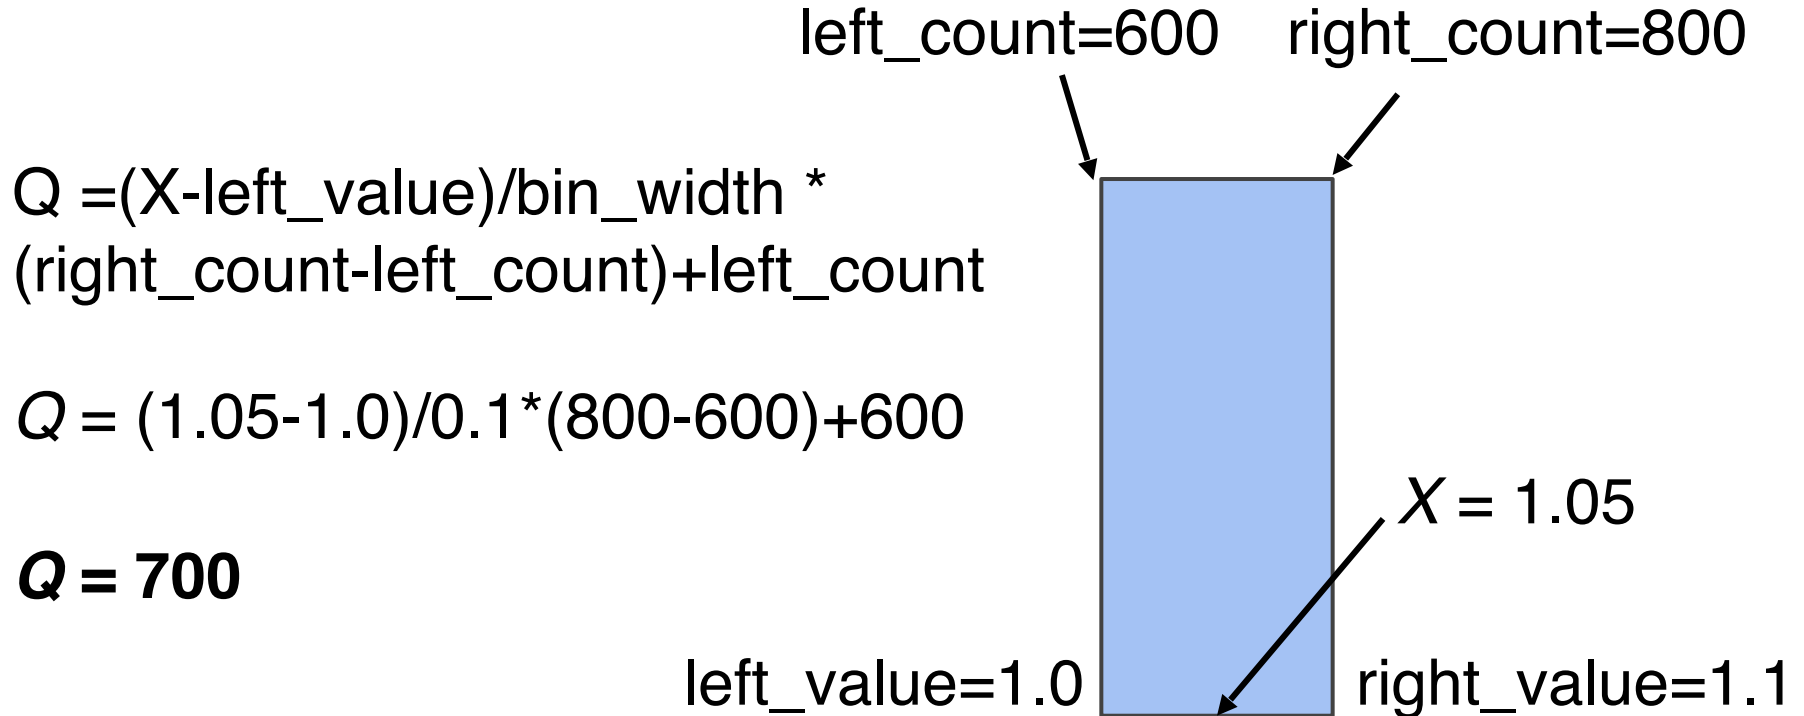 left_count=600 right_count=800
Q =(X-left_value)/bin_width *
(right_count-left_count)+left_count
Q = (1.05-1.0)/0.1*(800-600)+600
X = 1.05
Q = 700
left_value=1.0 right_value=1.1